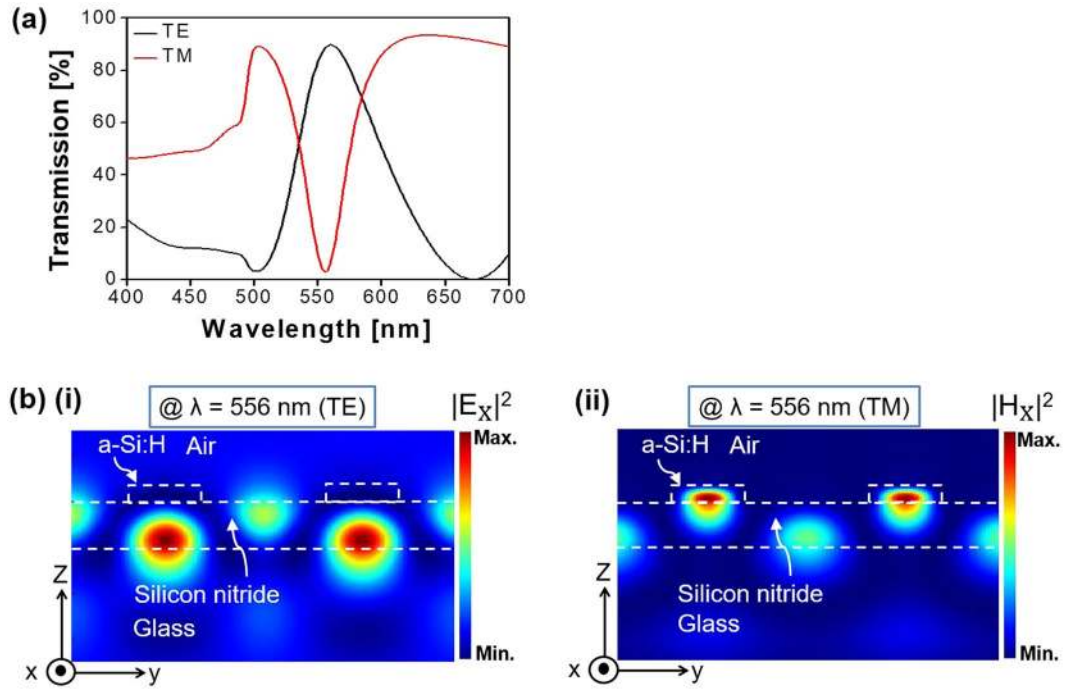 (a)
TE
TM
100
80
60
40
20
0
400 450 500 550 600 650 700
Transmission [%]
Wavelength [nm]
(b) (i)
@ λ = 556 nm (TE)
|E_X|²
a-Si:H Air
Silicon nitride
Glass
Z
x
y
Max.
Min.
(ii)
@ λ = 556 nm (TM)
|H_X|²
a-Si:H Air
Silicon nitride
Glass
Z
x
y
Max.
Min.